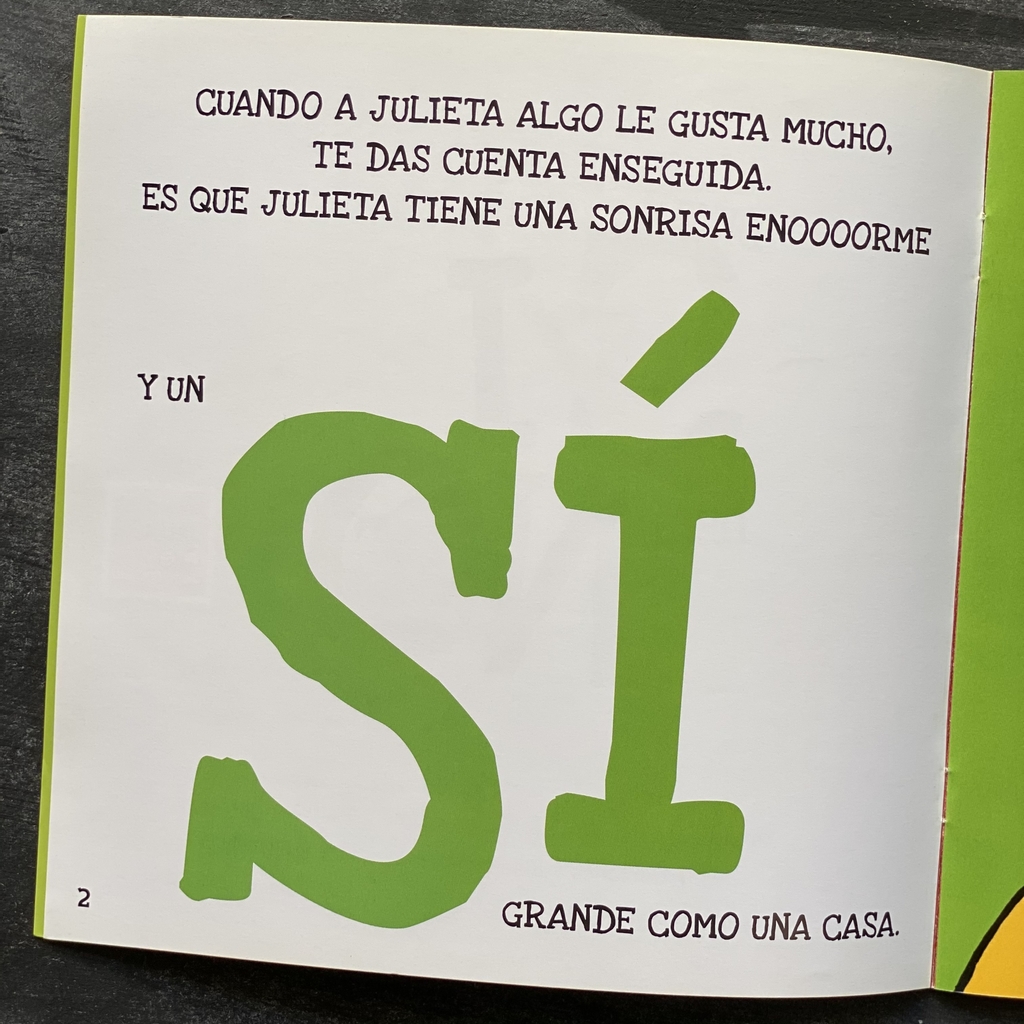 CUANDO A JULIETA ALGO LE GUSTA MUCHO,
TE DAS CUENTA ENSEGUIDA.
ES QUE JULIETA TIENE UNA SONRISA ENOOOORME
Y UN
SÍ
GRANDE COMO UNA CASA.
2